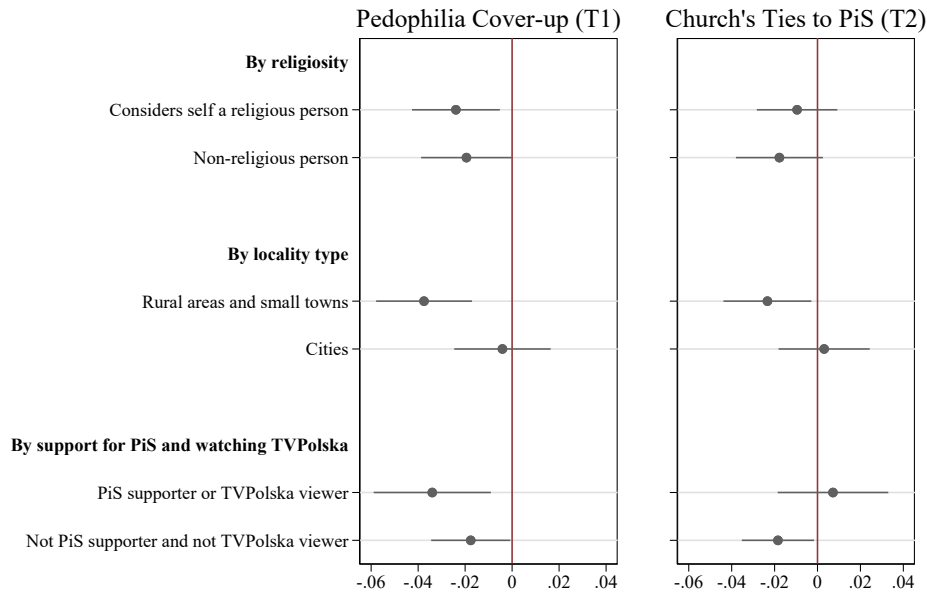 Pedophilia Cover-up (T1)
Church's Ties to PiS (T2)
By religiosity
Considers self a religious person
Non-religious person
By locality type
Rural areas and small towns
Cities
By support for PiS and watching TVPolska
PiS supporter or TVPolska viewer
Not PiS supporter and not TVPolska viewer
-.06 -.04 -.02 0 .02 .04
-.06 -.04 -.02 0 .02 .04